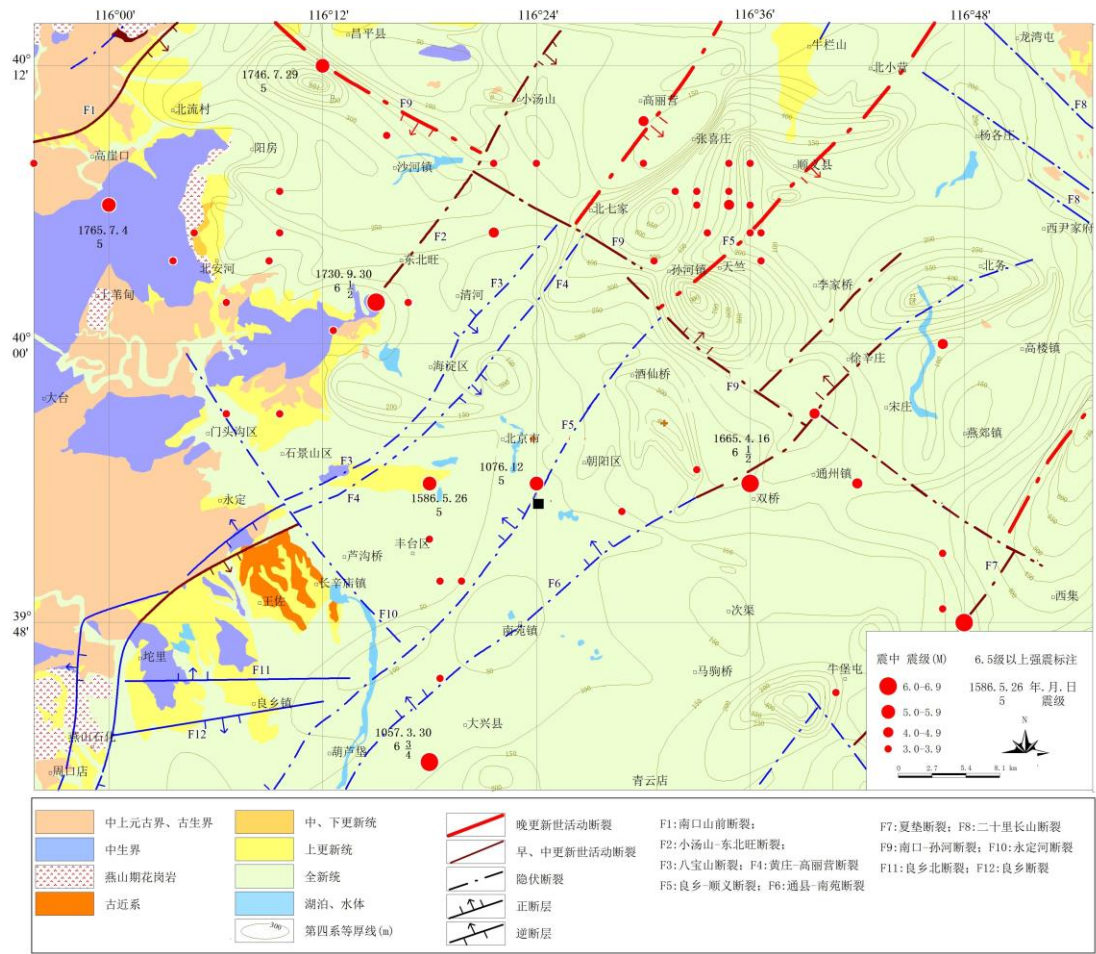 116°00' 116°12' 116°24' 116°36' 116°48'
40°
12'
40°
00'
39°
48'
昌平县
牛栏山
龙湾屯
北小营
1746.7.29
5
F1
北流村
F9
小汤山
高丽营
F8
阳房
高崖口
沙河镇
张喜庄
杨各庄
顺义县
F8
1765.7.4
5
北七家
西尹家府
F2
F9
F5
北安河
东北旺
孙河镇
天竺
北务
上苇甸
1730.9.30
6 1/2
清河
F3
F4
李家桥
海淀区
酒仙桥
徐辛庄
高楼镇
大台
F9
宋庄
门头沟区
石景山区
F3
北京市
F5
朝阳区
1665.4.16
6 1/2
燕郊镇
1076.12
5
通州镇
永定
F4
1586.5.26
5
双桥
芦沟桥
丰台区
F7
长辛店镇
王佐
F6
次渠
西集
F10
南苑镇
坨里
马驹桥
牛堡屯
F11
良乡镇
F12
大兴县
燕山石化
葫芦垡
1057.3.30
6 3/4
周口店
青云店
震中 震级(M) 6.5级以上强震标注
6.0-6.9 1586.5.26 年.月.日
5 震级
5.0-5.9
4.0-4.9
3.0-3.9
N
0 2.7 5.4 8.1 km
中上元古界、古生界
中生界
燕山期花岗岩
古近系
中、下更新统
上更新统
全新统
湖泊、水体
300 第四系等厚线(m)
晚更新世活动断裂
早、中更新世活动断裂
隐伏断裂
正断层
逆断层
F1:南口山前断裂;
F2:小汤山-东北旺断裂;
F3:八宝山断裂; F4:黄庄-高丽营断裂
F5:良乡-顺义断裂; F6:通县-南苑断裂
F7:夏垫断裂; F8:二十里长山断裂
F9:南口-孙河断裂; F10:永定河断裂
F11:良乡北断裂; F12:良乡断裂